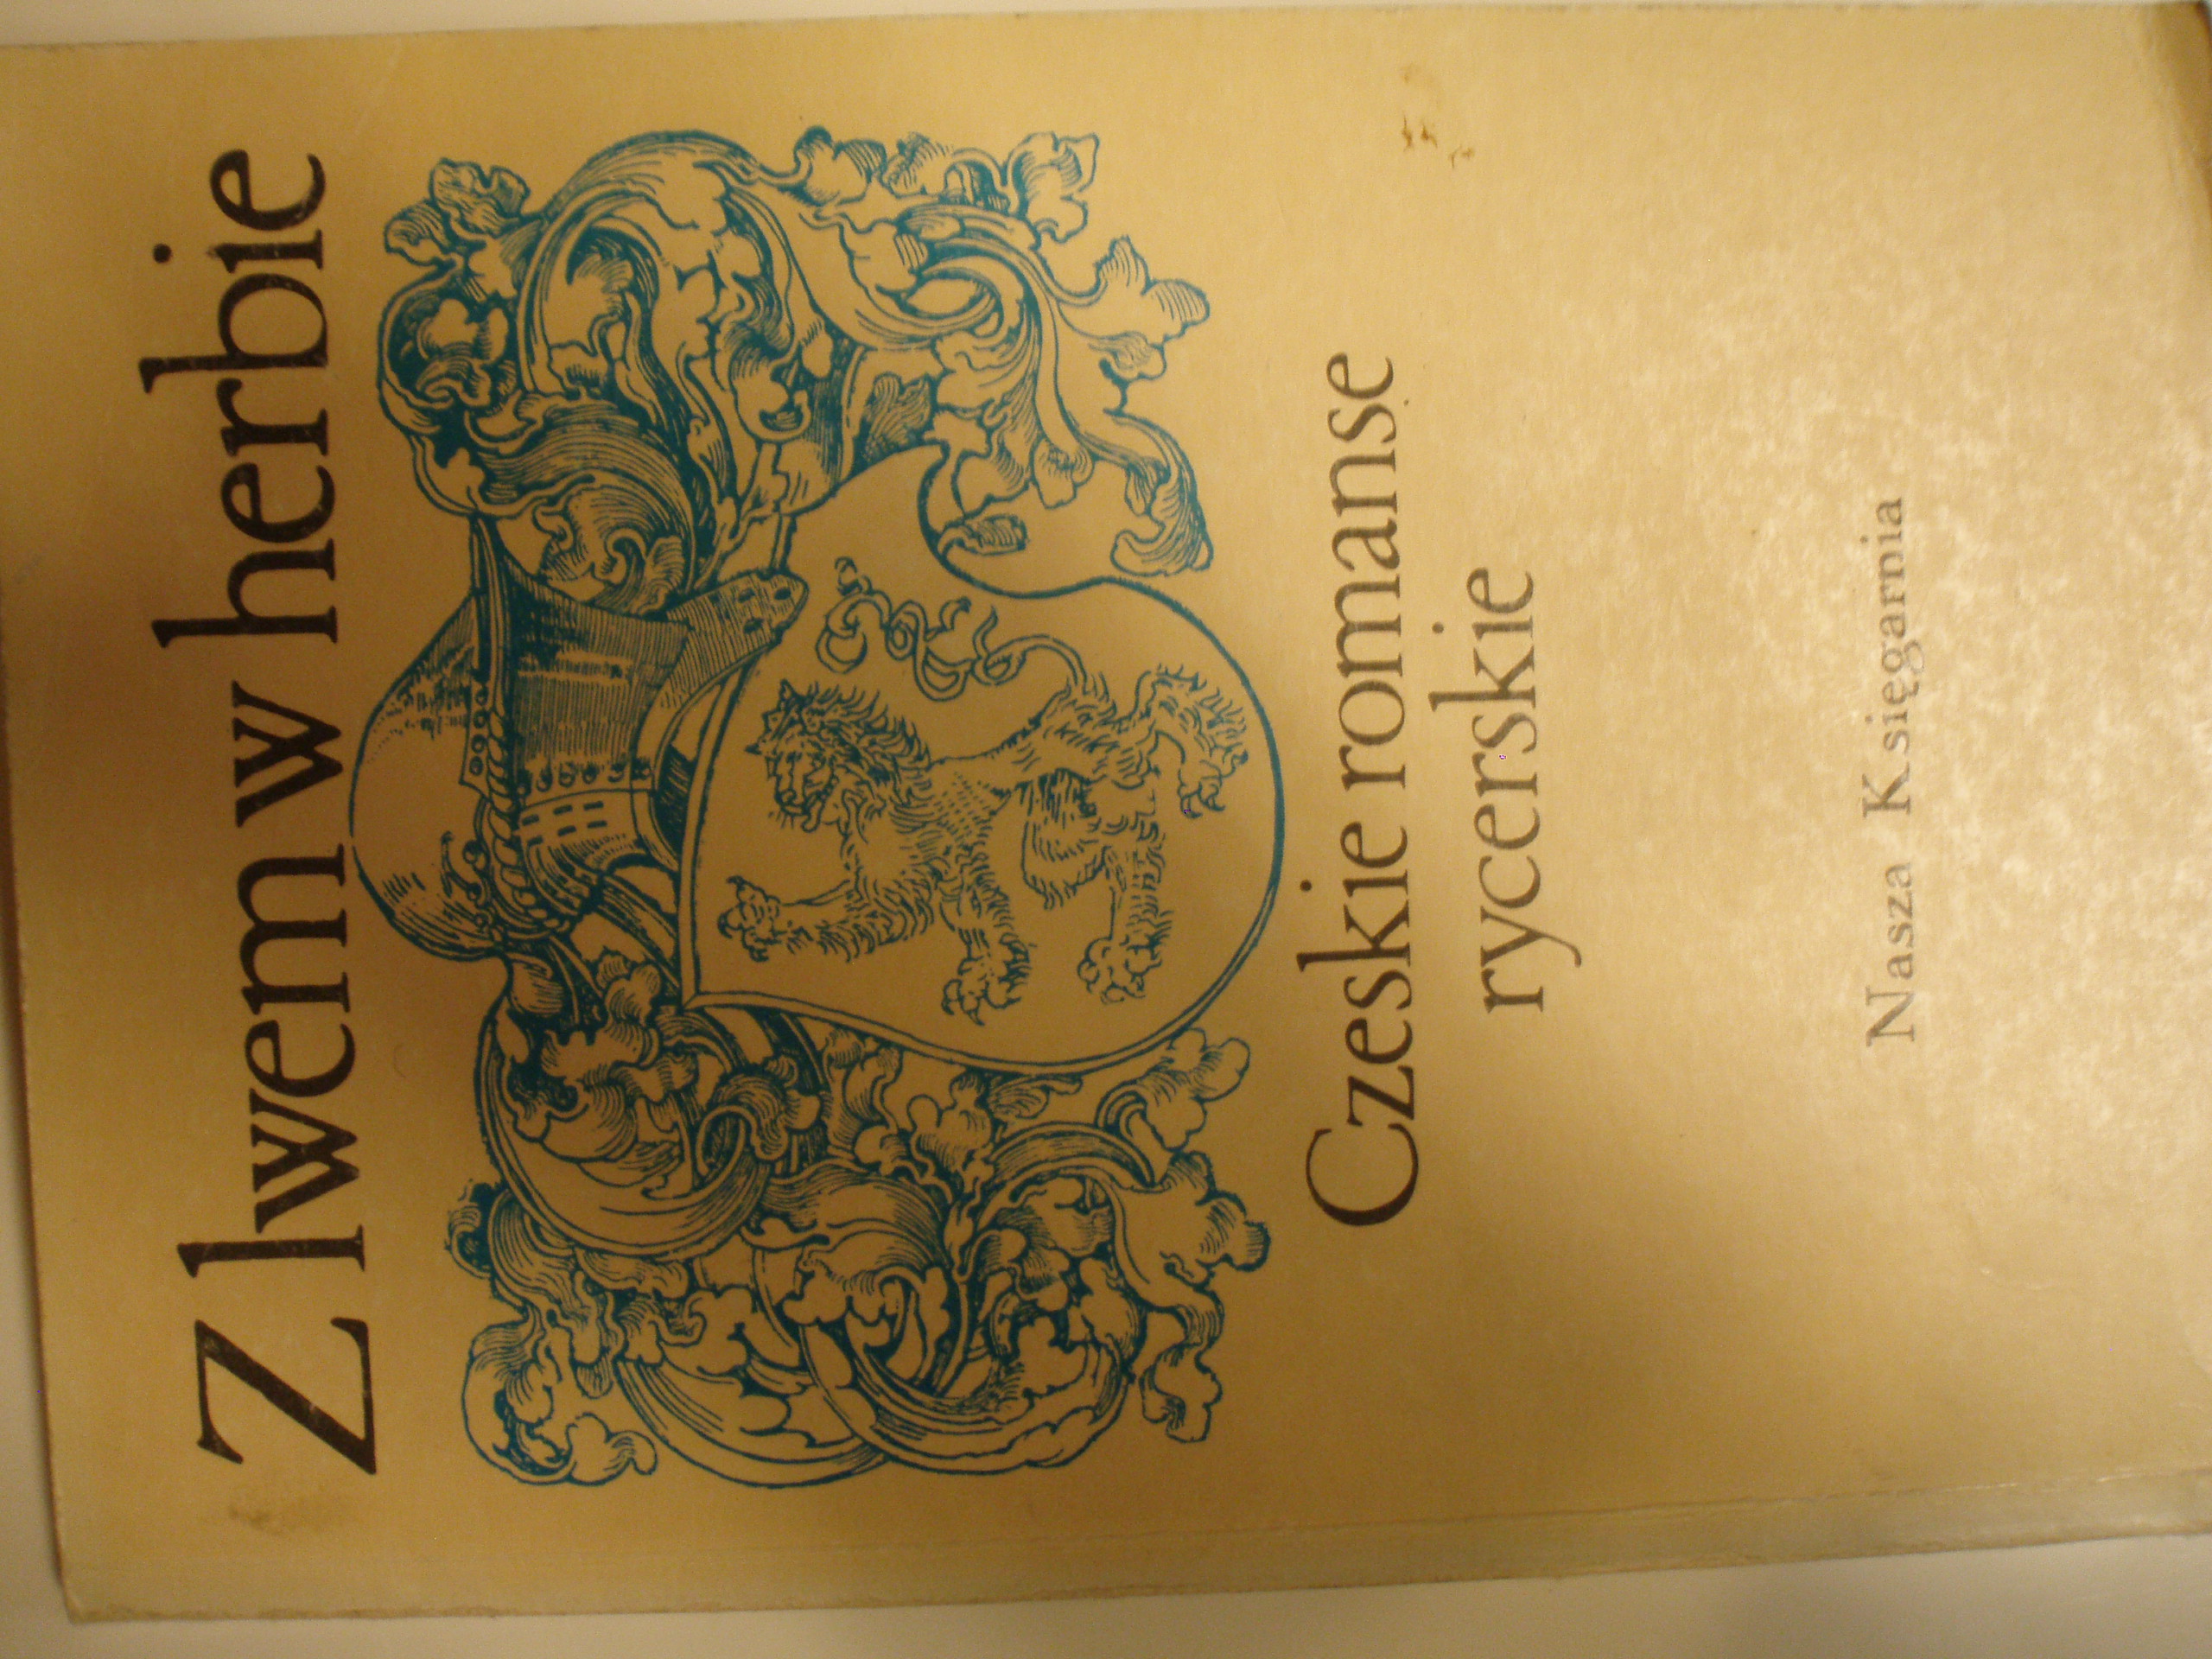 Z lwem w herbie
Czeskie romanse
rycerskie
Nasza Księgarnia